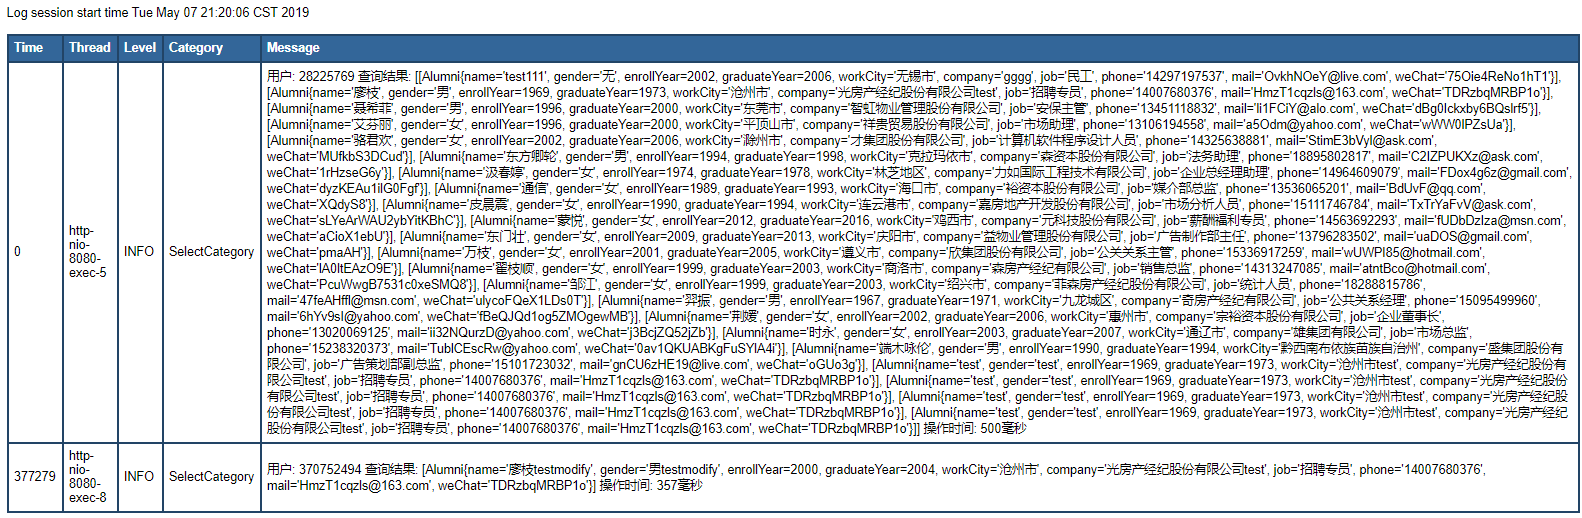 Log session start time Tue May 07 21:20:06 CST 2019
Time Thread Level Category Message
用户: 28225769 查询结果: [[Alumni{name='test111', gender='无', enrollYear=2002, graduateYear=2006, workCity='无锡市', company='gggg', job='民工', phone='14297197537', mail='OvkhNOeY@live.com', weChat='75Oie4ReNo1hT1'}],
[Alumni{name='廖枝', gender='男', enrollYear=1969, graduateYear=1973, workCity='沧州市', company='光房产经纪股份有限公司test', job='招聘专员', phone='14007680376', mail='HmzT1cqzls@163.com', weChat='TDRzbqMRBP1o'}],
[Alumni{name='聂希菲', gender='男', enrollYear=1996, graduateYear=2000, workCity='东莞市', company='智虹物业管理股份有限公司', job='安保主管', phone='13451118832', mail='li1FCiY@alo.com', weChat='dBg0Ickxby6BQsIrf5'}],
[Alumni{name='艾芬丽', gender='女', enrollYear=1996, graduateYear=2000, workCity='平顶山市', company='祥贵贸易股份有限公司', job='市场助理', phone='13106194558', mail='a5Odm@yahoo.com', weChat='wWW0IPZsUa'}],
[Alumni{name='骆君欢', gender='女', enrollYear=2002, graduateYear=2006, workCity='滁州市', company='才集团股份有限公司', job='计算机软件程序设计人员', phone='14325638881', mail='StimE3bVyl@ask.com',
weChat='MUfkbS3DCud'}], [Alumni{name='东方卿轮', gender='男', enrollYear=1994, graduateYear=1998, workCity='克拉玛依市', company='森资本股份有限公司', job='法务助理', phone='18895802817', mail='C2IZPUKXz@ask.com',
weChat='1rHzseG6y'}], [Alumni{name='汲春婷', gender='女', enrollYear=1974, graduateYear=1978, workCity='林芝地区', company='力如国际工程技术有限公司', job='企业总经理助理', phone='14964609079', mail='FDox4g6z@gmail.com',
weChat='dyzKEAu1ilG0Fgf'}], [Alumni{name='通信', gender='女', enrollYear=1989, graduateYear=1993, workCity='海口市', company='裕资本股份有限公司', job='媒介部总监', phone='13536065201', mail='BdUvF@qq.com',
weChat='XQdyS8'}], [Alumni{name='皮晨震', gender='女', enrollYear=1990, graduateYear=1994, workCity='连云港市', company='嘉房地产开发股份有限公司', job='市场分析人员', phone='15111746784', mail='TxTrYaFvV@ask.com',
weChat='sLYeArWAU2ybYitKBhC'}], [Alumni{name='蒙悦', gender='女', enrollYear=2012, graduateYear=2016, workCity='鸡西市', company='元科技股份有限公司', job='薪酬福利专员', phone='14563692293', mail='fUDbDzIza@msn.com',
weChat='aCioX1ebU'}], [Alumni{name='东门壮', gender='女', enrollYear=2009, graduateYear=2013, workCity='庆阳市', company='益物业管理股份有限公司', job='广告制作部主任', phone='13796283502', mail='uaDOS@gmail.com',
weChat='pmaAH'}], [Alumni{name='万枝', gender='女', enrollYear=2001, graduateYear=2005, workCity='遵义市', company='欣集团股份有限公司', job='公关关系主管', phone='15336917259', mail='wUWPI85@hotmail.com',
weChat='IA0ItEAzO9E'}], [Alumni{name='翟枝顺', gender='女', enrollYear=1999, graduateYear=2003, workCity='商洛市', company='森房产经纪有限公司', job='销售总监', phone='14313247085', mail='atntBco@hotmail.com',
weChat='PcuWwgB7531c0xeSMQ8'}], [Alumni{name='邹江', gender='女', enrollYear=1999, graduateYear=2003, workCity='绍兴市', company='菲森房产经纪股份有限公司', job='统计人员', phone='18288815786',
mail='47feAHffl@msn.com', weChat='ulycoFQeX1LDs0T'}], [Alumni{name='羿振', gender='男', enrollYear=1967, graduateYear=1971, workCity='九龙城区', company='奇房产经纪有限公司', job='公共关系经理', phone='15095499960',
mail='6hYv9sl@yahoo.com', weChat='fBeQJQd1og5ZMOgewMB'}], [Alumni{name='荆嫒', gender='女', enrollYear=2002, graduateYear=2006, workCity='惠州市', company='宗裕资本股份有限公司', job='企业董事长',
phone='13020069125', mail='ii32NQurzD@yahoo.com', weChat='j3BcjZQ52jZb'}], [Alumni{name='时永', gender='女', enrollYear=2003, graduateYear=2007, workCity='通辽市', company='雄集团有限公司', job='市场总监',
phone='15238320373', mail='TublCEscRw@yahoo.com', weChat='0av1QKUABKgFuSYlA4i'}], [Alumni{name='端木咏伦', gender='男', enrollYear=1990, graduateYear=1994, workCity='黔西南布依族苗族自治州', company='盛集团股份有
限公司', job='广告策划部副总监', phone='15101723032', mail='gnCU6zHE19@live.com', weChat='oGUo3g'}], [Alumni{name='test', gender='test', enrollYear=1969, graduateYear=1973, workCity='沧州市test', company='光房产经纪股份
有限公司test', job='招聘专员', phone='14007680376', mail='HmzT1cqzls@163.com', weChat='TDRzbqMRBP1o'}], [Alumni{name='test', gender='test', enrollYear=1969, graduateYear=1973, workCity='沧州市test', company='光房产经纪股份
有限公司test', job='招聘专员', phone='14007680376', mail='HmzT1cqzls@163.com', weChat='TDRzbqMRBP1o'}], [Alumni{name='test', gender='test', enrollYear=1969, graduateYear=1973, workCity='沧州市test', company='光房产经纪股
份有限公司test', job='招聘专员', phone='14007680376', mail='HmzT1cqzls@163.com', weChat='TDRzbqMRBP1o'}], [Alumni{name='test', gender='test', enrollYear=1969, graduateYear=1973, workCity='沧州市test', company='光房产经纪
股份有限公司test', job='招聘专员', phone='14007680376', mail='HmzT1cqzls@163.com', weChat='TDRzbqMRBP1o'}]] 操作时间: 500毫秒
0
http-
nio-
8080-
exec-5
INFO
SelectCategory
377279
http-
nio-
8080-
exec-8
INFO
SelectCategory
用户: 370752494 查询结果: [Alumni{name='廖枝testmodify', gender='男testmodify', enrollYear=2000, graduateYear=2004, workCity='沧州市', company='光房产经纪股份有限公司test', job='招聘专员', phone='14007680376',
mail='HmzT1cqzls@163.com', weChat='TDRzbqMRBP1o'}] 操作时间: 357毫秒